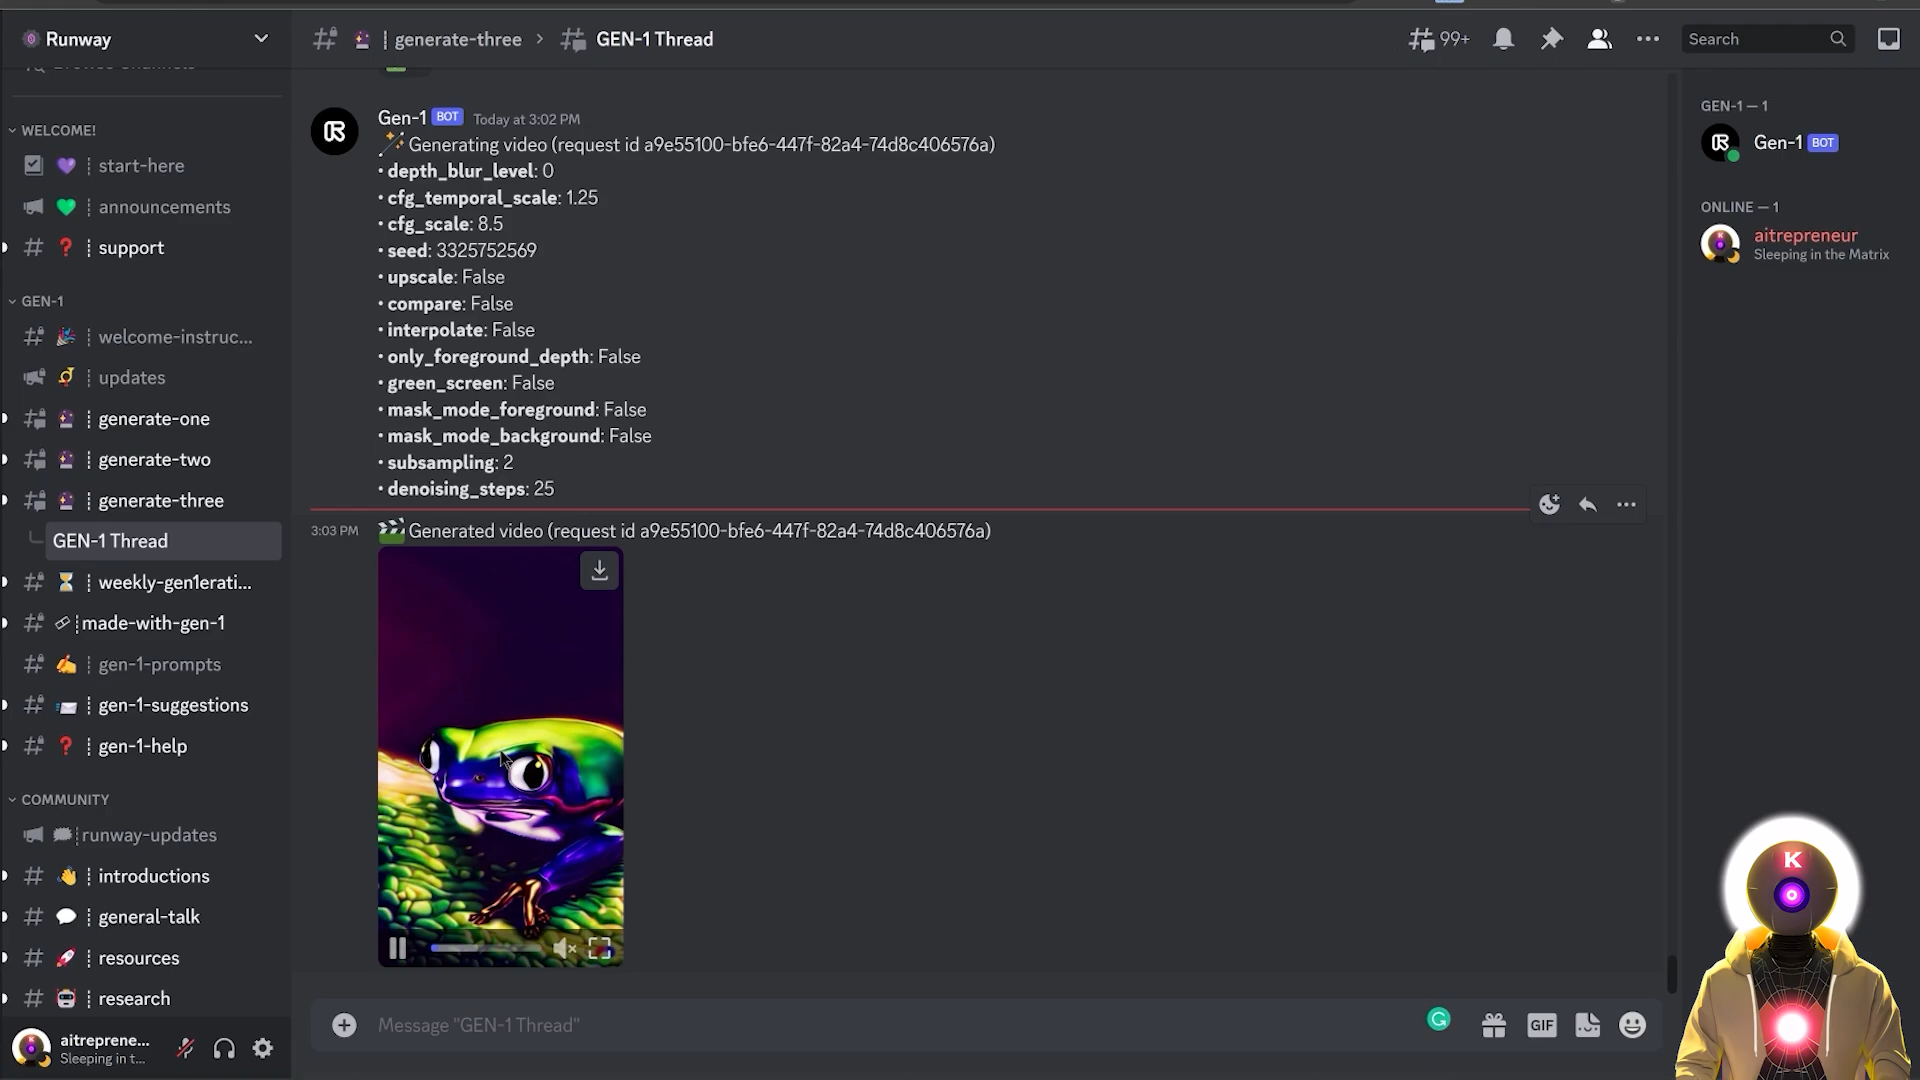 Runway
| generate-three > GEN-1 Thread
99+
Search
Browse Channels
WELCOME!
start-here
announcements
support
GEN-1
welcome-instruc...
updates
generate-one
generate-two
generate-three
GEN-1 Thread
weekly-gen1erati...
made-with-gen-1
gen-1-prompts
gen-1-suggestions
gen-1-help
COMMUNITY
runway-updates
introductions
general-talk
resources
research
aitreprene...
Sleeping in t...
Gen-1 BOT Today at 3:02 PM
Generating video (request id a9e55100-bfe6-447f-82a4-74d8c406576a)
• depth_blur_level: 0
• cfg_temporal_scale: 1.25
• cfg_scale: 8.5
• seed: 3325752569
• upscale: False
• compare: False
• interpolate: False
• only_foreground_depth: False
• green_screen: False
• mask_mode_foreground: False
• mask_mode_background: False
• subsampling: 2
• denoising_steps: 25
3:03 PM Generated video (request id a9e55100-bfe6-447f-82a4-74d8c406576a)
Message "GEN-1 Thread"
G
GIF
GEN-1 — 1
Gen-1 BOT
ONLINE — 1
aitrepreneur
Sleeping in the Matrix
K